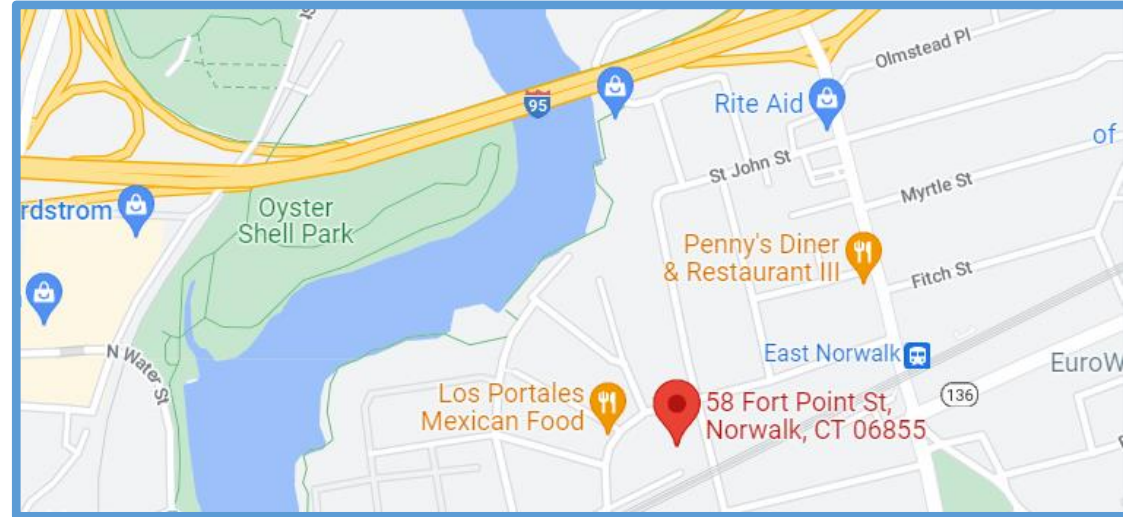 St
Olmstead Pl
95
Rite Aid
of
St John St
Myrtle St
rdstrom
Oyster
Shell Park
Penny's Diner
& Restaurant III
Fitch St
N Water St
East Norwalk
EuroW
Los Portales
Mexican Food
58 Fort Point St,
Norwalk, CT 06855
136